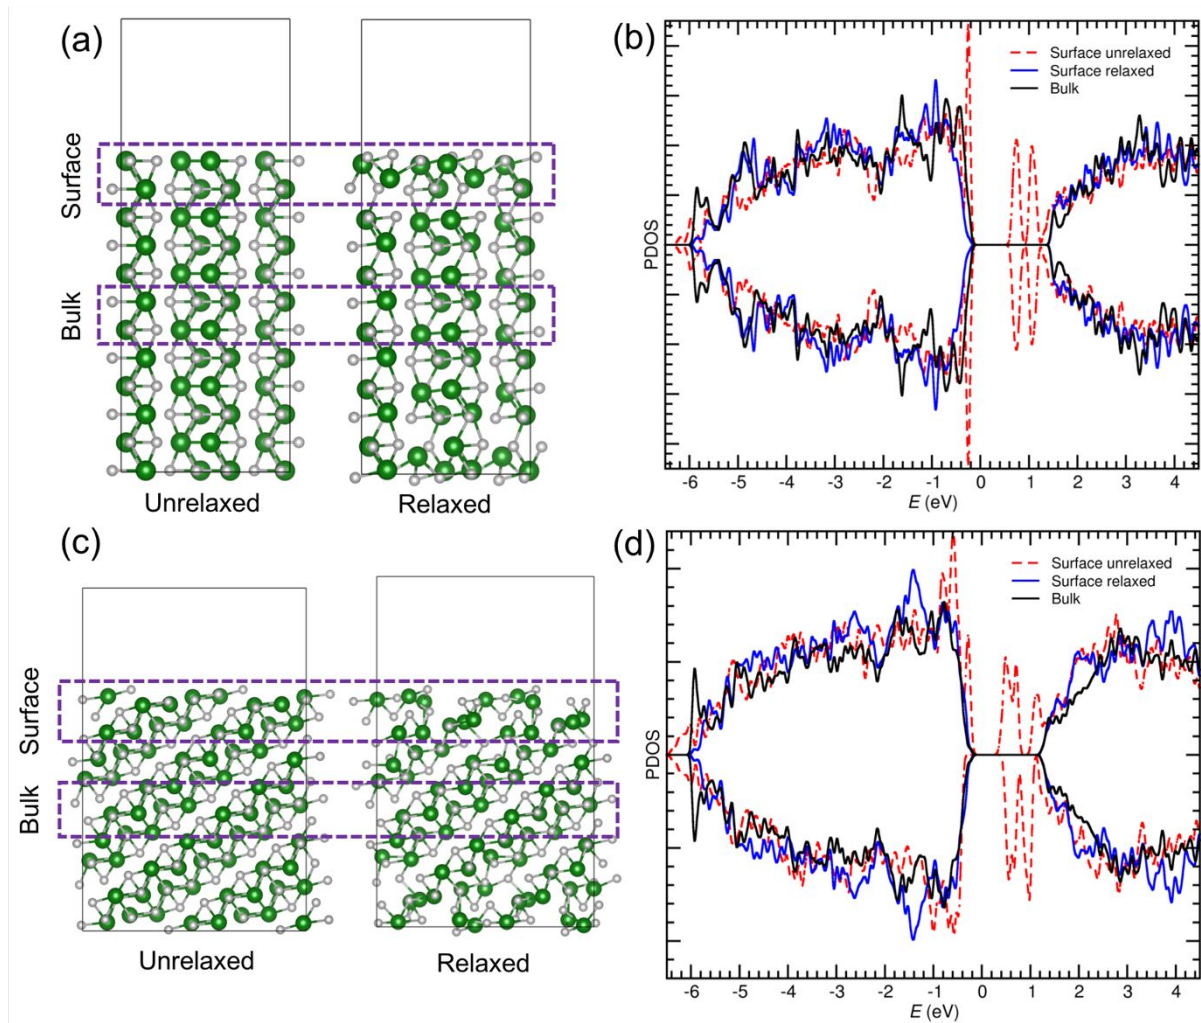 (a)
Surface
Bulk
Unrelaxed
Relaxed
(b)
Surface unrelaxed
Surface relaxed
Bulk
PDOS
-6 -5 -4 -3 -2 -1 0 1 2 3 4
E (eV)
(c)
Surface
Bulk
Unrelaxed
Relaxed
(d)
Surface unrelaxed
Surface relaxed
Bulk
PDOS
-6 -5 -4 -3 -2 -1 0 1 2 3 4
E (eV)